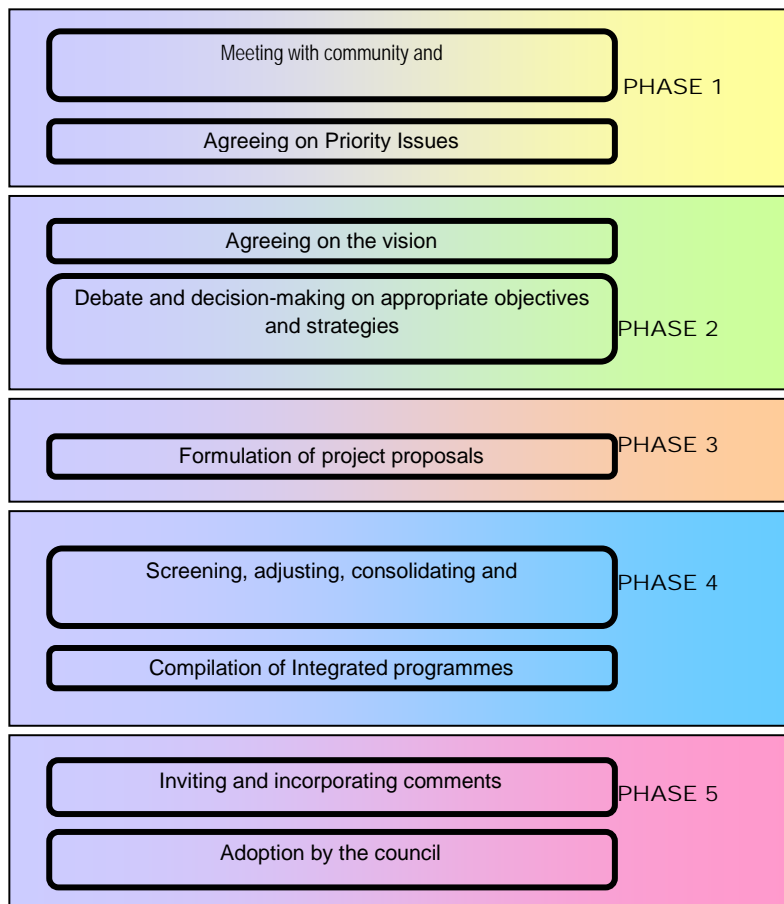 Meeting with community and
PHASE 1
Agreeing on Priority Issues
Agreeing on the vision
Debate and decision-making on appropriate objectives
and strategies
PHASE 2
PHASE 3
Formulation of project proposals
Screening, adjusting, consolidating and
PHASE 4
Compilation of Integrated programmes
Inviting and incorporating comments
PHASE 5
Adoption by the council